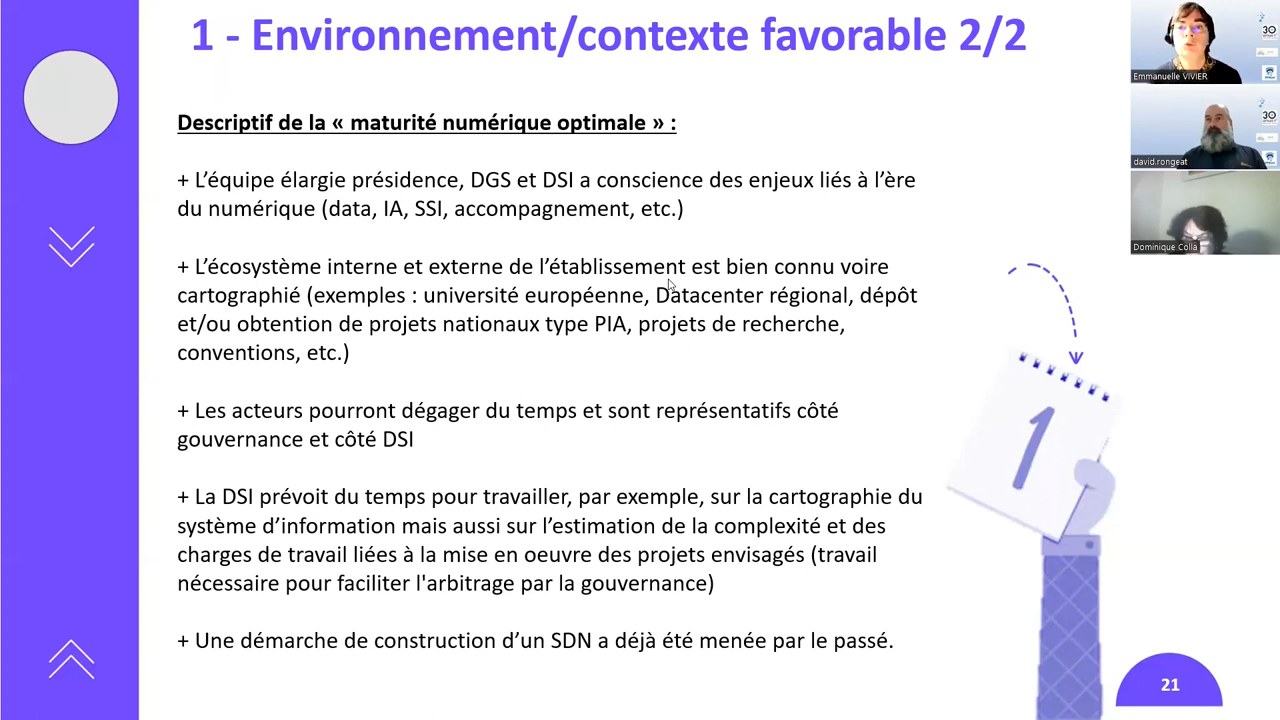 1 - Environnement/contexte favorable 2/2
Descriptif de la « maturité numérique optimale » :
+ L’équipe élargie présidence, DGS et DSI a conscience des enjeux liés à l’ère
du numérique (data, IA, SSI, accompagnement, etc.)
+ L’écosystème interne et externe de l’établissement est bien connu voire
cartographié (exemples : université européenne, Datacenter régional, dépôt
et/ou obtention de projets nationaux type PIA, projets de recherche,
conventions, etc.)
+ Les acteurs pourront dégager du temps et sont représentatifs côté
gouvernance et côté DSI
+ La DSI prévoit du temps pour travailler, par exemple, sur la cartographie du
système d’information mais aussi sur l’estimation de la complexité et des
charges de travail liées à la mise en oeuvre des projets envisagés (travail
nécessaire pour faciliter l'arbitrage par la gouvernance)
+ Une démarche de construction d’un SDN a déjà été menée par le passé.
1
21
30
Emmanuelle VIVIER
30
david.rongeat
Dominique Colla